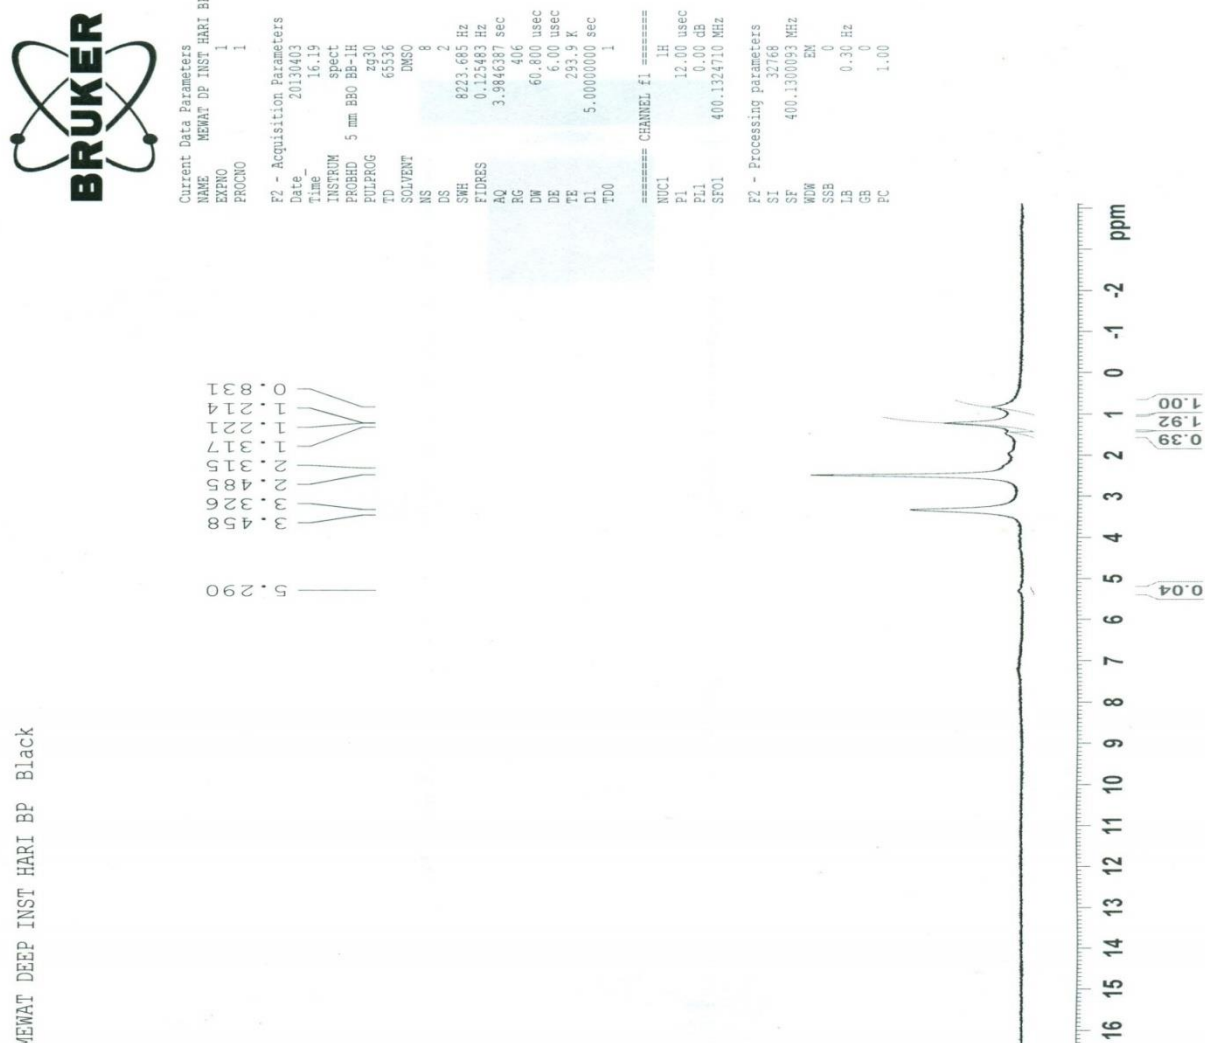 MEWAT DEEP INST HARI BP Black
BRUKER
Current Data Parameters
NAME MEWAT DP INST HARI
EXPNO 1
PROCNO 1
F2 - Acquisition Parameters
Date_ 20130403
Time 16.19
INSTRUM spect
PROBHD 5 mm BBO BB-1H
PULPROG zg30
TD 65536
SOLVENT DMSO
NS 8
DS 2
SWH 8223.685 Hz
FIDRES 0.125483 Hz
AQ 3.9846387 sec
RG 406
DW 60.800 usec
DE 6.00 usec
TE 293.9 K
D1 5.00000000 sec
TD0 1
======== CHANNEL f1 ========
NUC1 1H
P1 12.00 usec
PL1 0.00 dB
SFO1 400.1324710 MHz
F2 - Processing parameters
SI 32768
SF 400.1300093 MHz
WDW EM
SSB 0
LB 0.30 Hz
GB 0
PC 1.00
5.290
3.458
3.326
2.485
2.315
1.317
1.221
1.214
0.831
16 15 14 13 12 11 10 9 8 7 6 5 4 3 2 1 0 -1 -2 ppm
0.04
0.39
1.92
1.00